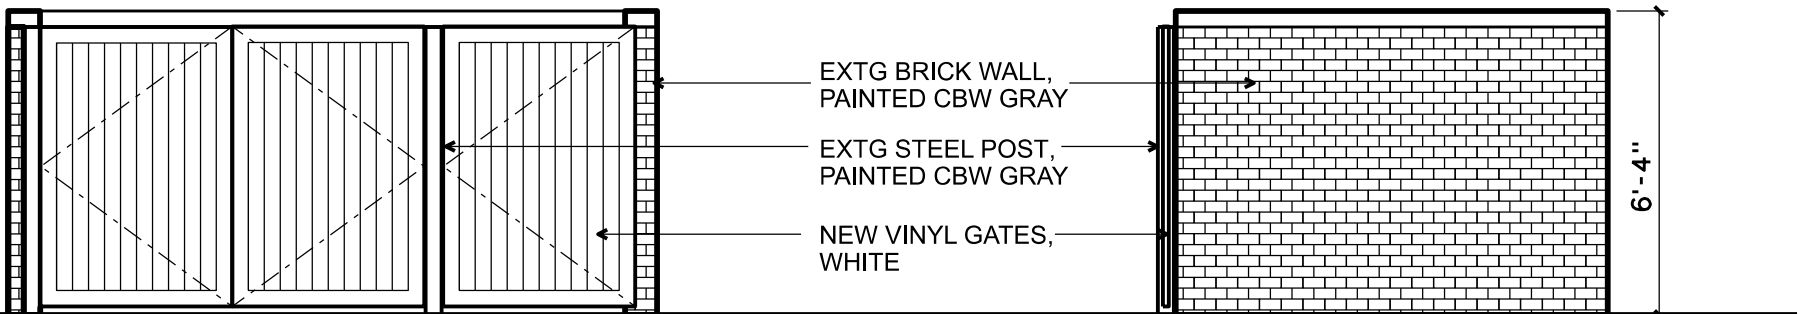 EXTG BRICK WALL,
PAINTED CBW GRAY
EXTG STEEL POST,
PAINTED CBW GRAY
NEW VINYL GATES,
WHITE
6'-4"